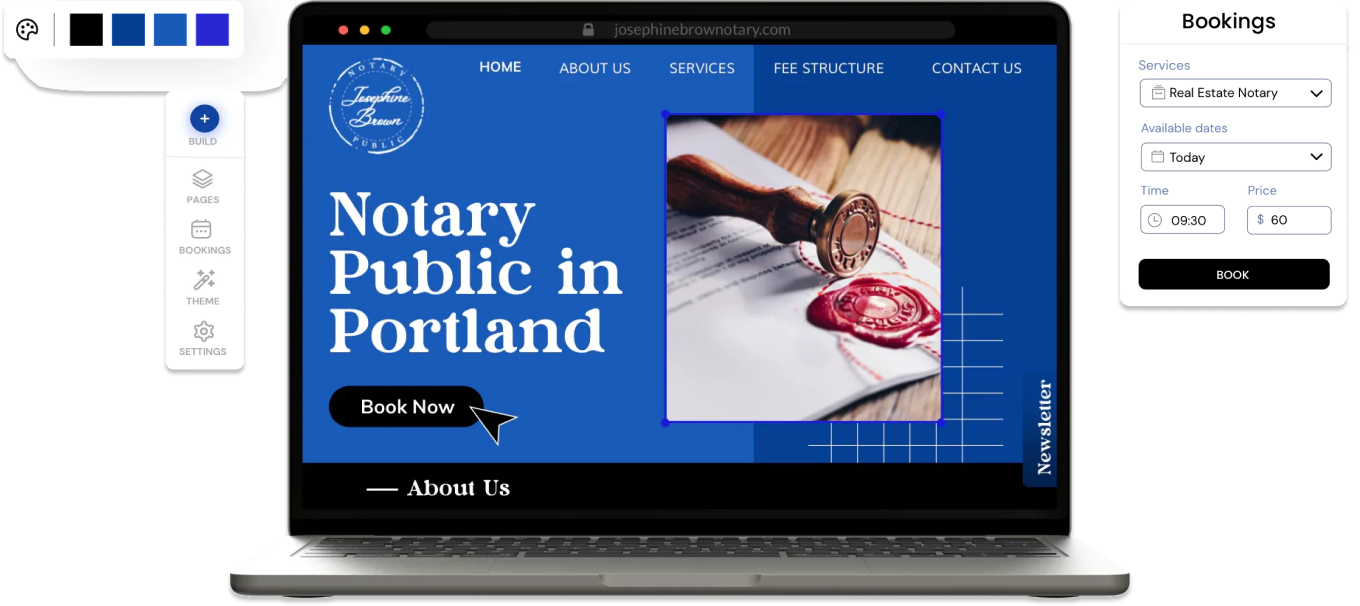 josephinebrownotary.com
NOTARY
Josephine
Brown
PUBLIC
HOME
ABOUT US
SERVICES
FEE STRUCTURE
CONTACT US
Notary
Public in
Portland
Book Now
Newsletter
About Us
BUILD
PAGES
BOOKINGS
THEME
SETTINGS
Bookings
Services
Real Estate Notary
Available dates
Today
Time
Price
09:30
$ 60
BOOK